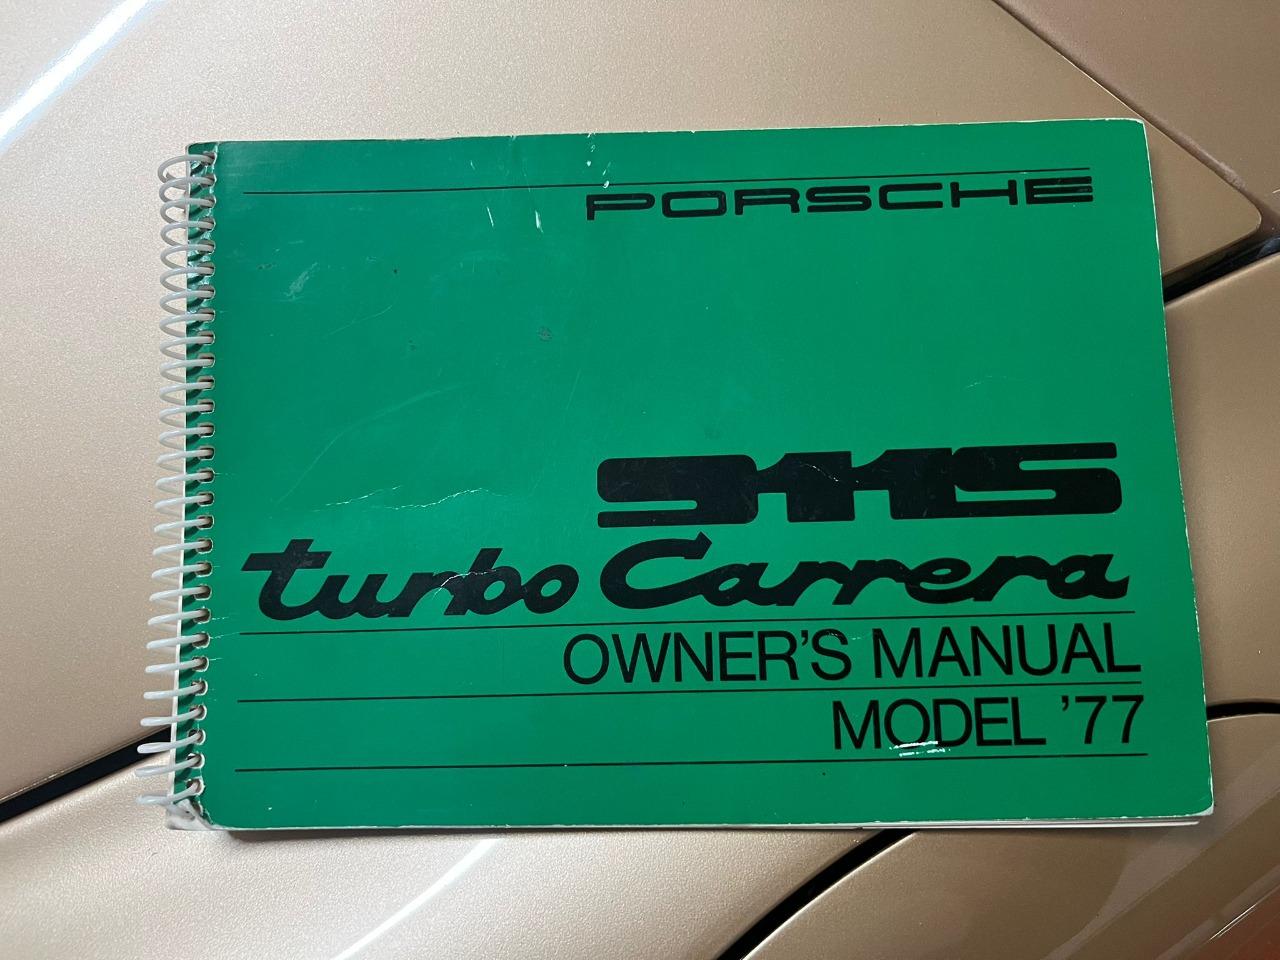 PORSCHE
911S
turbo Carrera
OWNER'S MANUAL
MODEL '77